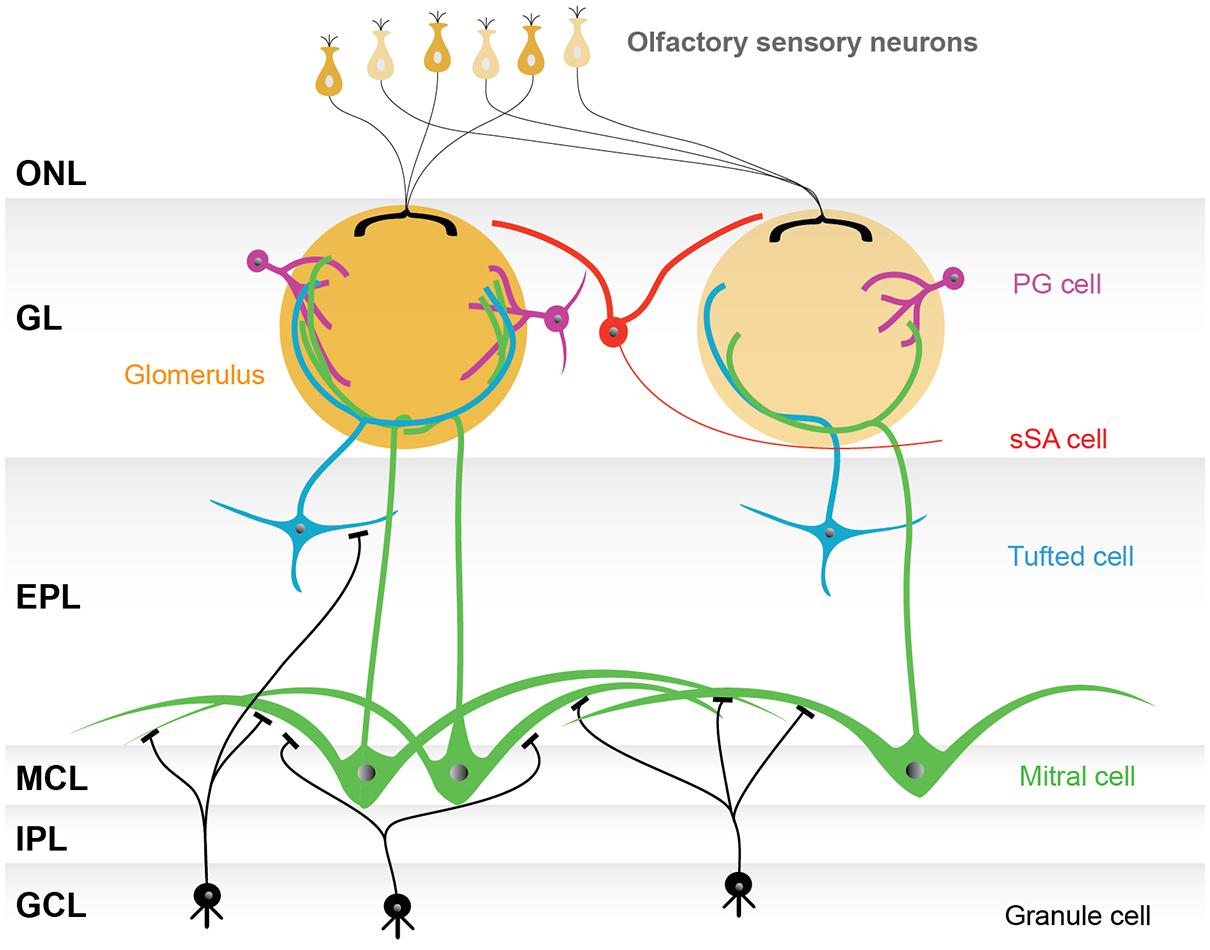 Olfactory sensory neurons
ONL
GL
PG cell
Glomerulus
sSA cell
Tufted cell
EPL
MCL
Mitral cell
IPL
GCL
Granule cell